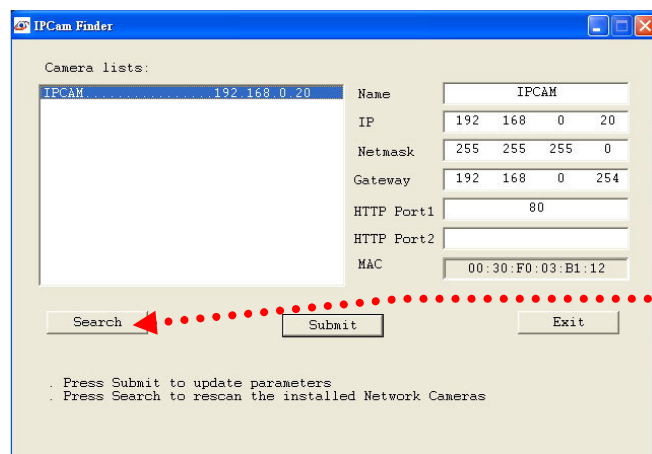 IPCam Finder
Camera lists:
IPCAM................192.168.0.20
Name IPCAM
IP 192 168 0 20
Netmask 255 255 255 0
Gateway 192 168 0 254
HTTP Port1 80
HTTP Port2
MAC 00:30:F0:03:B1:12
Search Submit Exit
. Press Submit to update parameters
. Press Search to rescan the installed Network Cameras